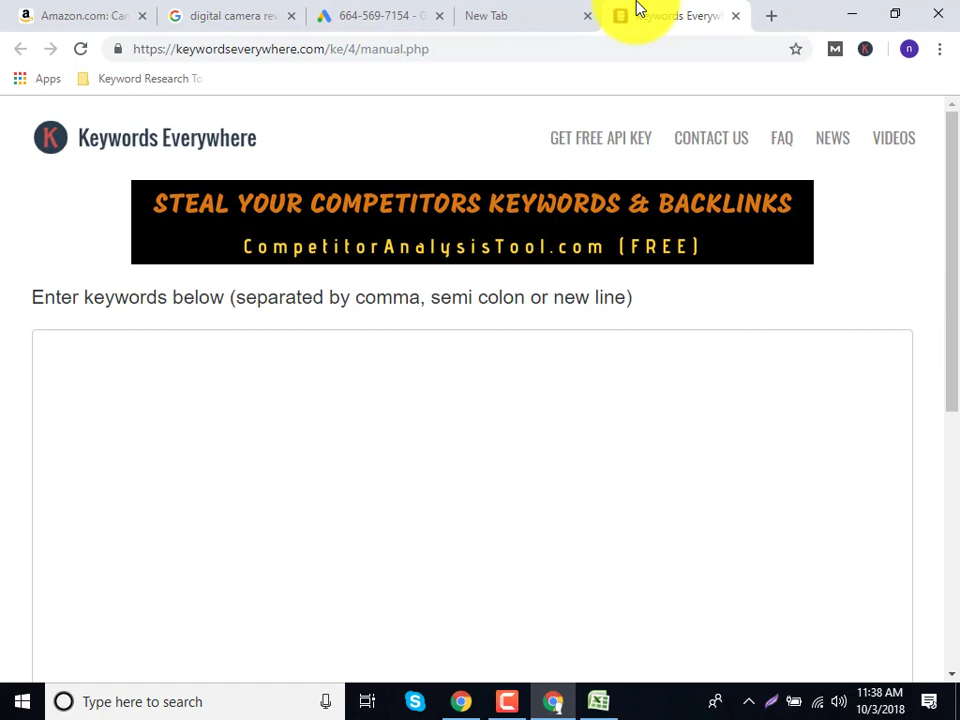 Amazon.com: Can
digital camera rev
664-569-7154 - G
New Tab
Keywords Everyw
https://keywordseverywhere.com/ke/4/manual.php
M
K
n
Apps
Keyword Research To
K
Keywords Everywhere
GET FREE API KEY
CONTACT US
FAQ
NEWS
VIDEOS
STEAL YOUR COMPETITORS KEYWORDS & BACKLINKS
CompetitorAnalysisTool.com (FREE)
Enter keywords below (separated by comma, semi colon or new line)
Type here to search
11:38 AM
10/3/2018